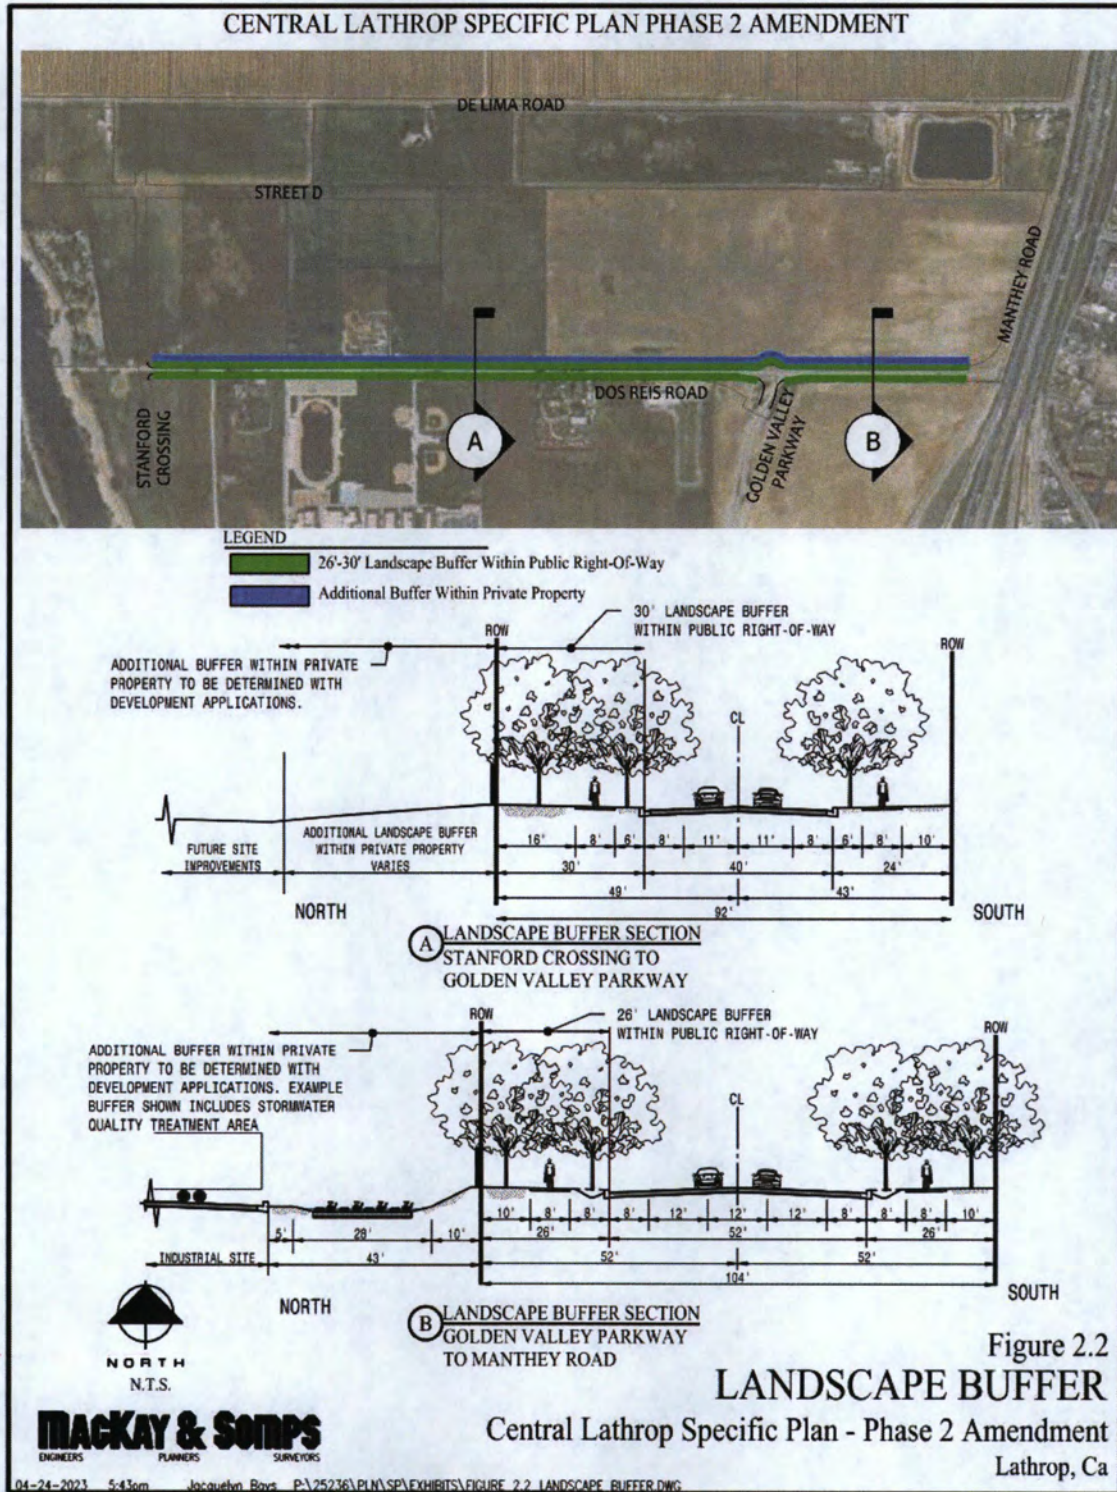 CENTRAL LATHROP SPECIFIC PLAN PHASE 2 AMENDMENT
DE LIMA ROAD
STREET D
MANTHEY ROAD
STANFORD
CROSSING
A
DOS REIS ROAD
GOLDEN VALLEY
PARKWAY
B
LEGEND
26'-30' Landscape Buffer Within Public Right-Of-Way
Additional Buffer Within Private Property
ADDITIONAL BUFFER WITHIN PRIVATE
PROPERTY TO BE DETERMINED WITH
DEVELOPMENT APPLICATIONS.
ROW
30' LANDSCAPE BUFFER
WITHIN PUBLIC RIGHT-OF-WAY
ROW
CL
FUTURE SITE
IMPROVEMENTS
ADDITIONAL LANDSCAPE BUFFER
WITHIN PRIVATE PROPERTY
VARIES
16' 8' 6' 8' 11' 11' 8' 6' 8' 10'
30' 40' 24'
49' 43'
92'
NORTH
SOUTH
A LANDSCAPE BUFFER SECTION
STANFORD CROSSING TO
GOLDEN VALLEY PARKWAY
ADDITIONAL BUFFER WITHIN PRIVATE
PROPERTY TO BE DETERMINED WITH
DEVELOPMENT APPLICATIONS. EXAMPLE
BUFFER SHOWN INCLUDES STORMWATER
QUALITY TREATMENT AREA
ROW
26' LANDSCAPE BUFFER
WITHIN PUBLIC RIGHT-OF-WAY
ROW
CL
5' 28' 10'
INDUSTRIAL SITE 43'
10' 8' 8' 8' 12' 12' 12' 8' 8' 8' 10'
26' 52' 26'
52' 52'
104'
NORTH
SOUTH
B LANDSCAPE BUFFER SECTION
GOLDEN VALLEY PARKWAY
TO MANTHEY ROAD
NORTH
N.T.S.
Figure 2.2
LANDSCAPE BUFFER
Central Lathrop Specific Plan - Phase 2 Amendment
Lathrop, Ca
MACKAY & SOMPS
ENGINEERS PLANNERS SURVEYORS
04-24-2023 5:43pm Jacquelyn Bays P:\25236\PLN\SP\EXHIBITS\FIGURE 2.2 LANDSCAPE BUFFER.DWG